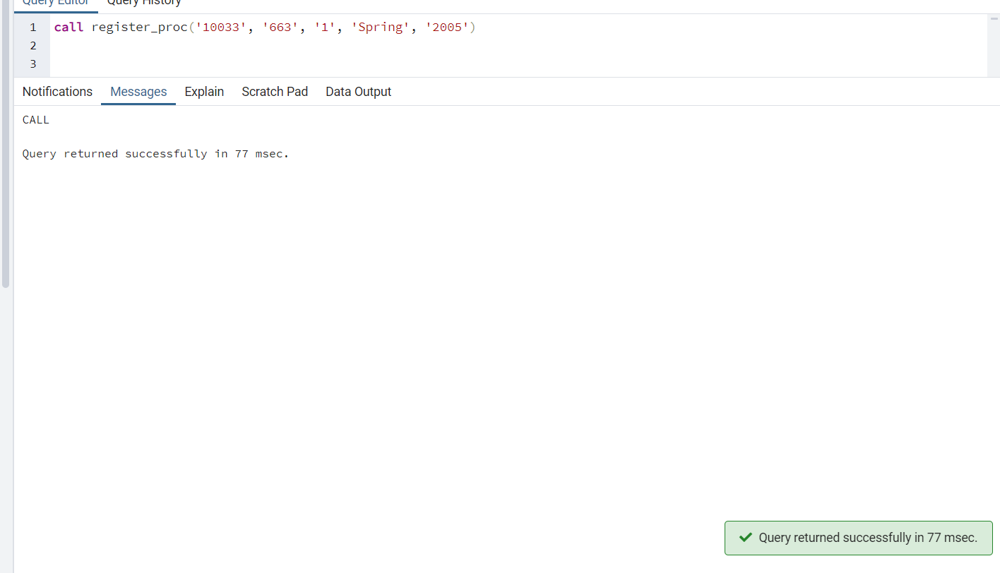 Query Editor Query History
1 call register_proc('10033', '663', '1', 'Spring', '2005')
2
3
Notifications Messages Explain Scratch Pad Data Output
CALL
Query returned successfully in 77 msec.
Query returned successfully in 77 msec.